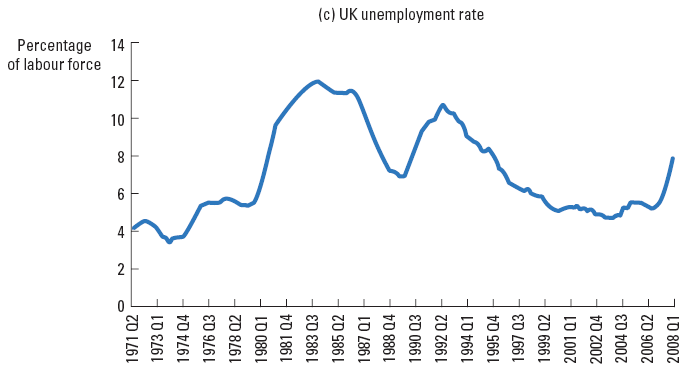 (c) UK unemployment rate
Percentage
of labour force
14
12
10
8
6
4
2
0
1971 Q2
1973 Q1
1974 Q4
1976 Q3
1978 Q2
1980 Q1
1981 Q4
1983 Q3
1985 Q2
1987 Q1
1988 Q4
1990 Q3
1992 Q2
1994 Q1
1995 Q4
1997 Q3
1999 Q2
2001 Q1
2002 Q4
2004 Q3
2006 Q2
2008 Q1